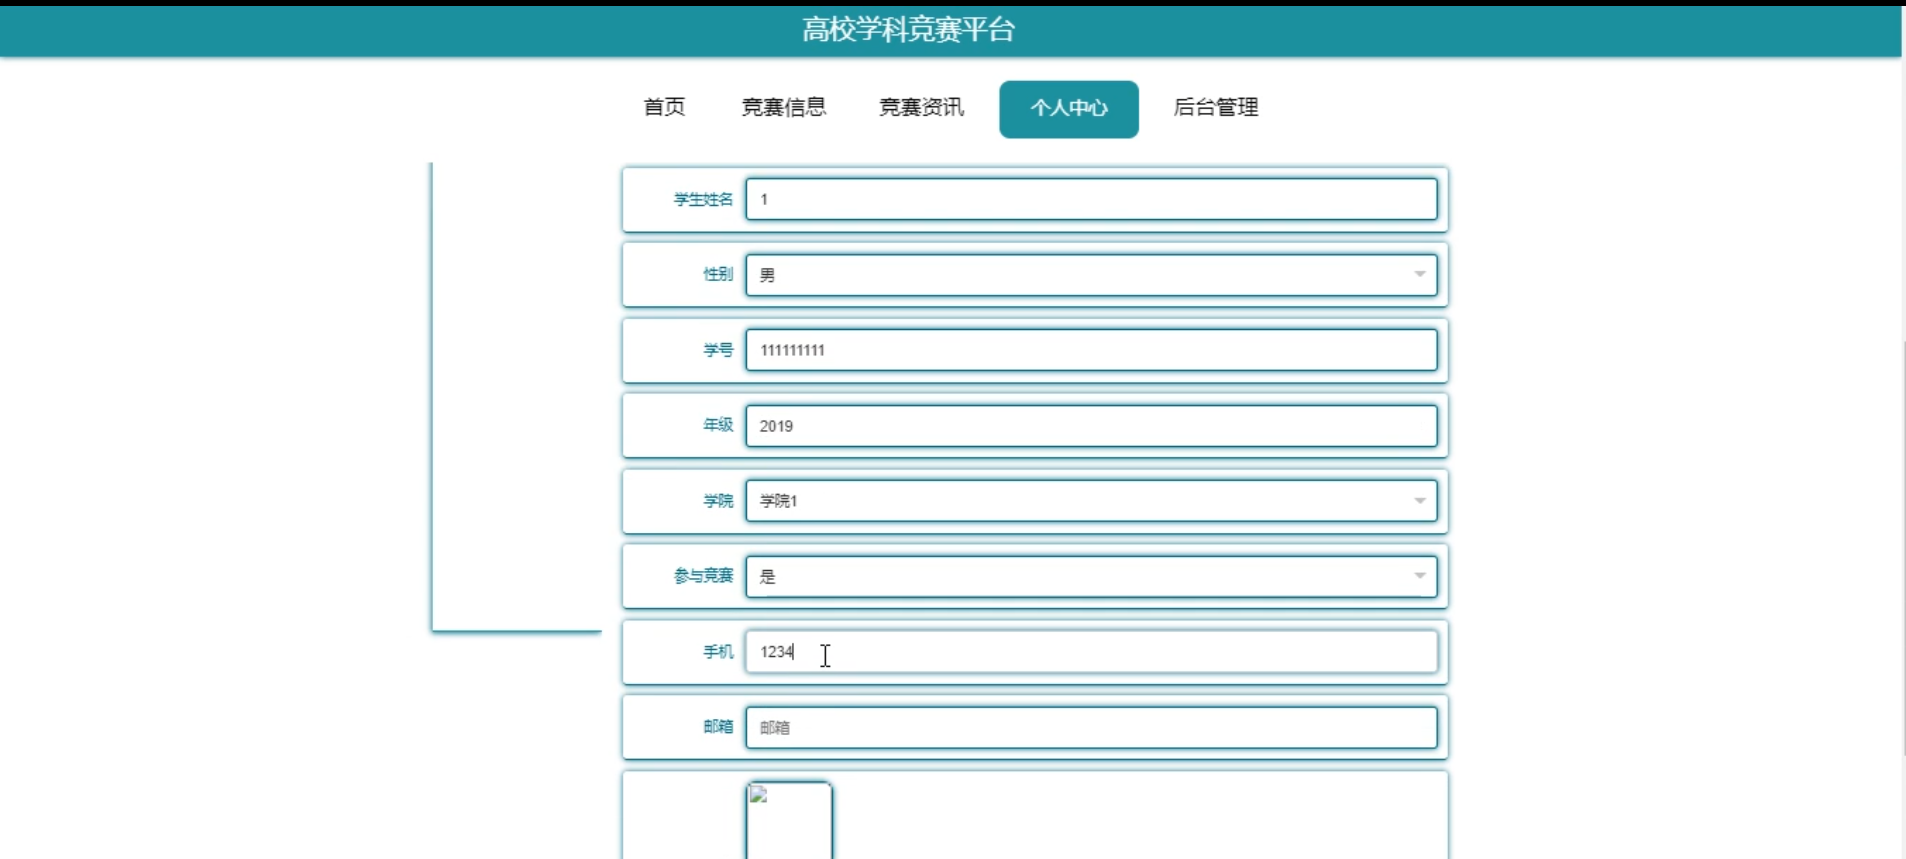 高校学科竞赛平台
首页 竞赛信息 竞赛资讯 个人中心 后台管理
学生姓名 1
性别 男
学号 111111111
年级 2019
学院 学院1
参与竞赛 是
手机 1234
邮箱 邮箱